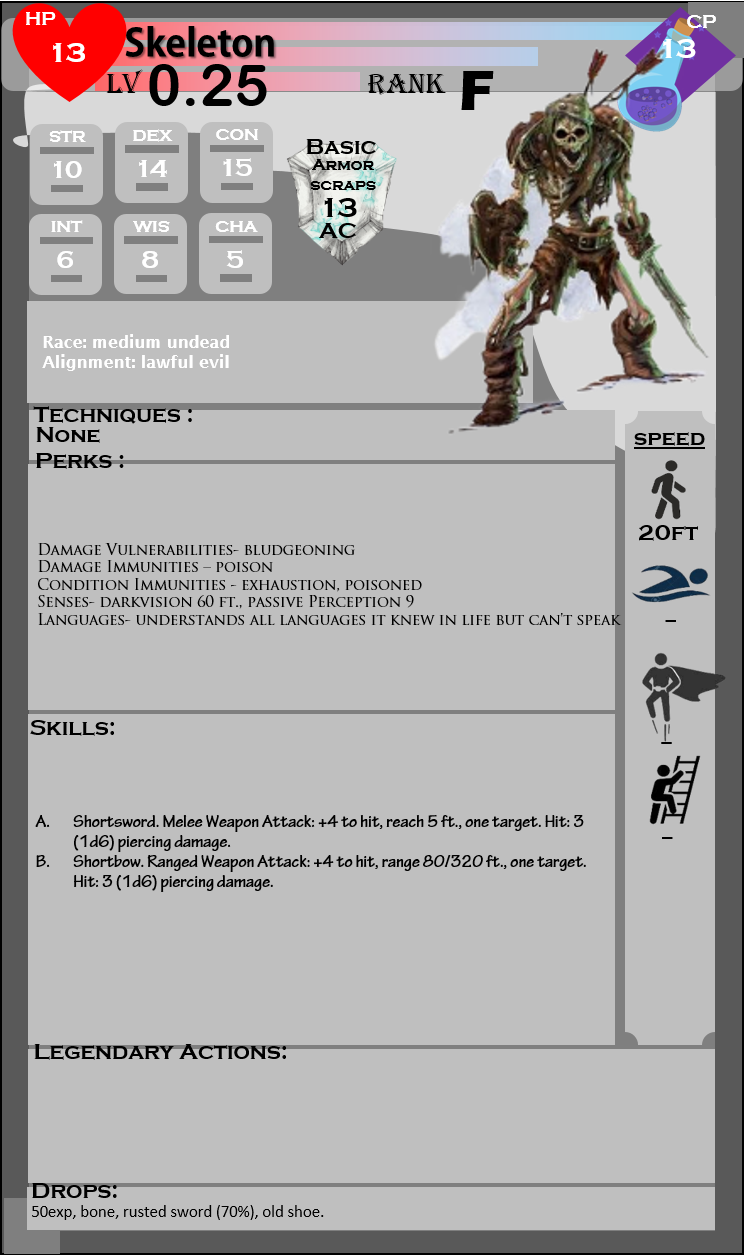 HP
13
Skeleton
CP
13
LV 0.25
RANK F
STR
10
DEX
14
CON
15
INT
6
WIS
8
CHA
5
BASIC
ARMOR
SCRAPS
13
AC
Race: medium undead
Alignment: lawful evil
TECHNIQUES :
NONE
PERKS :
DAMAGE VULNERABILITIES- BLUDGEONING
DAMAGE IMMUNITIES – POISON
CONDITION IMMUNITIES - EXHAUSTION, POISONED
SENSES- DARKVISION 60 FT., PASSIVE PERCEPTION 9
LANGUAGES- UNDERSTANDS ALL LANGUAGES IT KNEW IN LIFE BUT CAN'T SPEAK
SPEED
20FT
–
–
–
SKILLS:
A. Shortsword. Melee Weapon Attack: +4 to hit, reach 5 ft., one target. Hit: 3
(1d6) piercing damage.
B. Shortbow. Ranged Weapon Attack: +4 to hit, range 80/320 ft., one target.
Hit: 3 (1d6) piercing damage.
LEGENDARY ACTIONS:
DROPS:
50exp, bone, rusted sword (70%), old shoe.